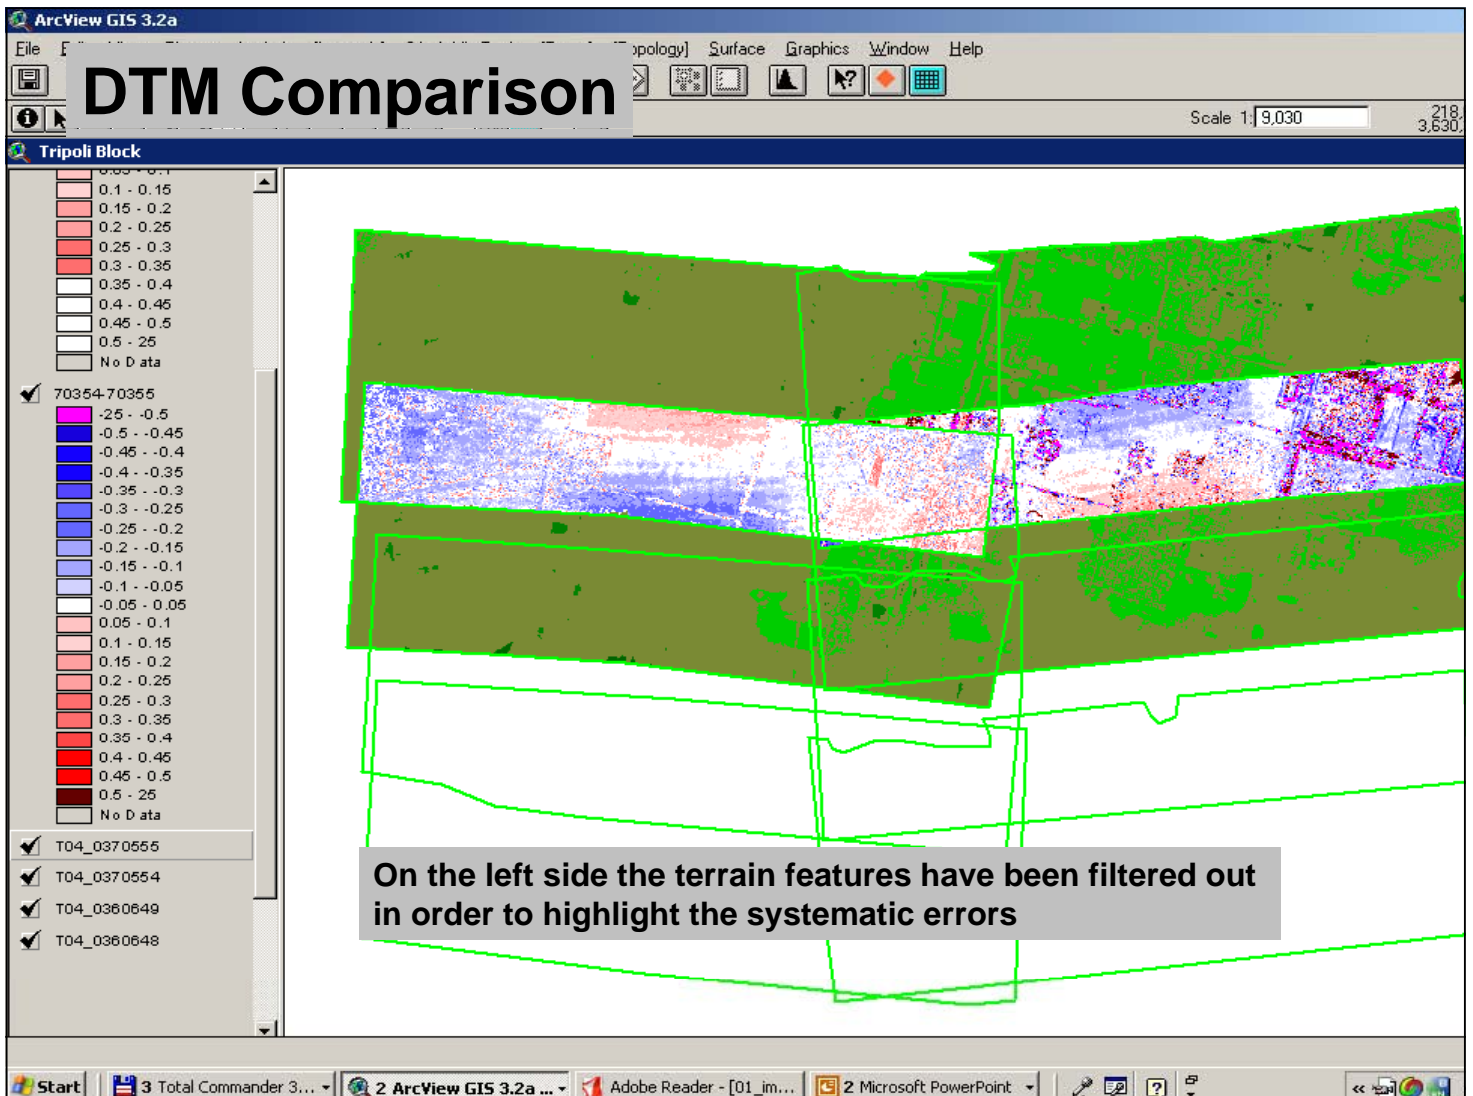 ArcView GIS 3.2a
File
Surface Graphics Window Help
DTM Comparison
Scale 1: 9,030
218,
3,630,
Tripoli Block
0.1 - 0.15
0.15 - 0.2
0.2 - 0.25
0.25 - 0.3
0.3 - 0.35
0.35 - 0.4
0.4 - 0.45
0.45 - 0.5
0.5 - 25
No Data
70354-70355
-25 - -0.5
-0.5 - -0.45
-0.45 - -0.4
-0.4 - -0.35
-0.35 - -0.3
-0.3 - -0.25
-0.25 - -0.2
-0.2 - -0.15
-0.15 - -0.1
-0.1 - -0.05
-0.05 - 0.05
0.05 - 0.1
0.1 - 0.15
0.15 - 0.2
0.2 - 0.25
0.25 - 0.3
0.3 - 0.35
0.35 - 0.4
0.4 - 0.45
0.45 - 0.5
0.5 - 25
No Data
T04_0370555
T04_0370554
T04_0360649
T04_0360648
On the left side the terrain features have been filtered out
in order to highlight the systematic errors
Start 3 Total Commander 3... 2 ArcView GIS 3.2a ... Adobe Reader - [01_im... 2 Microsoft PowerPoint